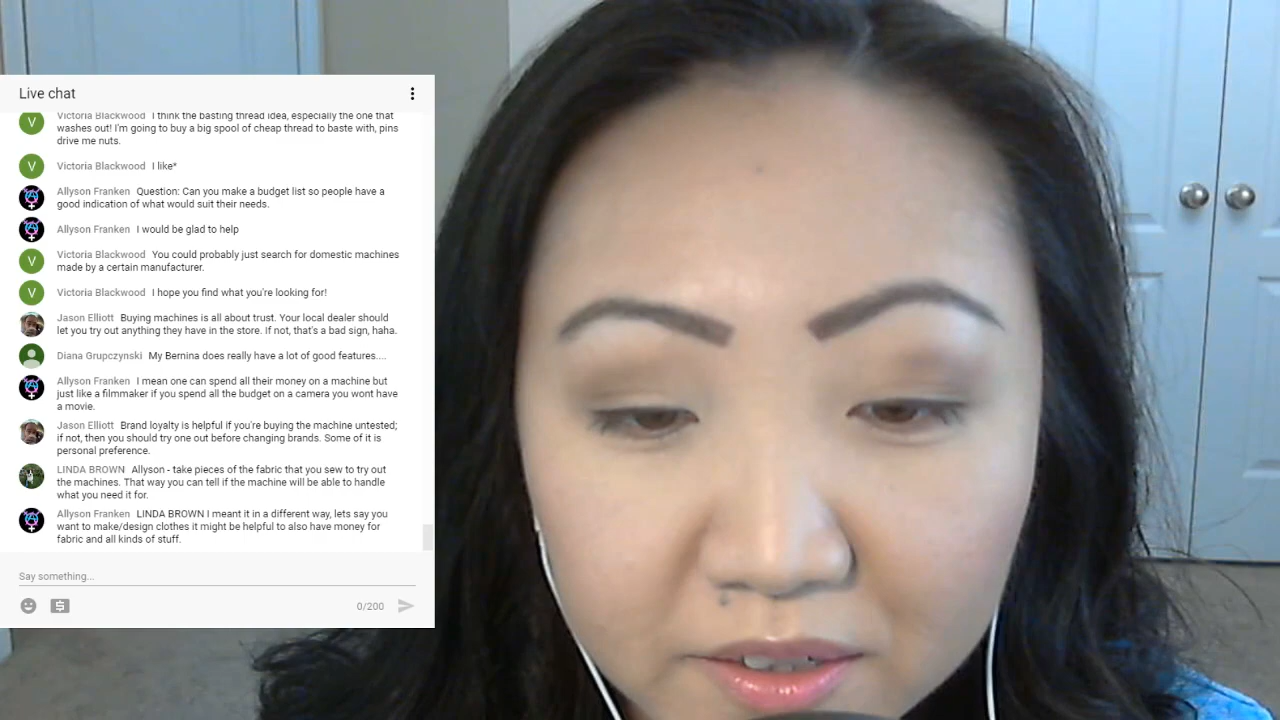 Live chat
Victoria Blackwood I think the basting thread idea, especially the one that
washes out! I'm going to buy a big spool of cheap thread to baste with, pins
drive me nuts.
V
Victoria Blackwood I like*
V
Allyson Franken Question: Can you make a budget list so people have a
good indication of what would suit their needs.
Allyson Franken I would be glad to help
Victoria Blackwood You could probably just search for domestic machines
made by a certain manufacturer.
V
Victoria Blackwood I hope you find what you're looking for!
V
Jason Elliott Buying machines is all about trust. Your local dealer should
let you try out anything they have in the store. If not, that's a bad sign, haha.
Diana Grupczynski My Bernina does really have a lot of good features....
Allyson Franken I mean one can spend all their money on a machine but
just like a filmmaker if you spend all the budget on a camera you wont have
a movie.
Jason Elliott Brand loyalty is helpful if you're buying the machine untested;
if not, then you should try one out before changing brands. Some of it is
personal preference.
LINDA BROWN Allyson - take pieces of the fabric that you sew to try out
the machines. That way you can tell if the machine will be able to handle
what you need it for.
Allyson Franken LINDA BROWN I meant it in a different way, lets say you
want to make/design clothes it might be helpful to also have money for
fabric and all kinds of stuff.
Say something...
$
0/200